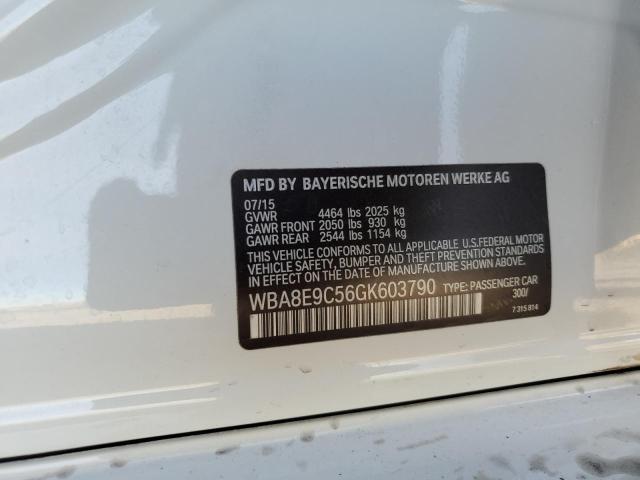 MFD BY BAYERISCHE MOTOREN WERKE AG
07/15
GVWR 4464 lbs 2025 kg
GAWR FRONT 2050 lbs 930 kg
GAWR REAR 2544 lbs 1154 kg
THIS VEHICLE CONFORMS TO ALL APPLICABLE U.S.FEDERAL MOTOR
VEHICLE SAFETY, BUMPER AND THEFT PREVENTION STANDARDS IN
EFFECT ON THE DATE OF MANUFACTURE SHOWN ABOVE.
WBA8E9C56GK603790 TYPE: PASSENGER CAR
300/
7 315 814